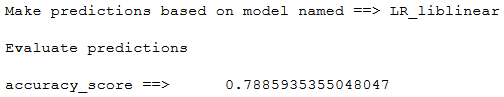 Make predictions based on model named ==> LR_liblinear
Evaluate predictions
accuracy_score ==> 0.7885935355048047